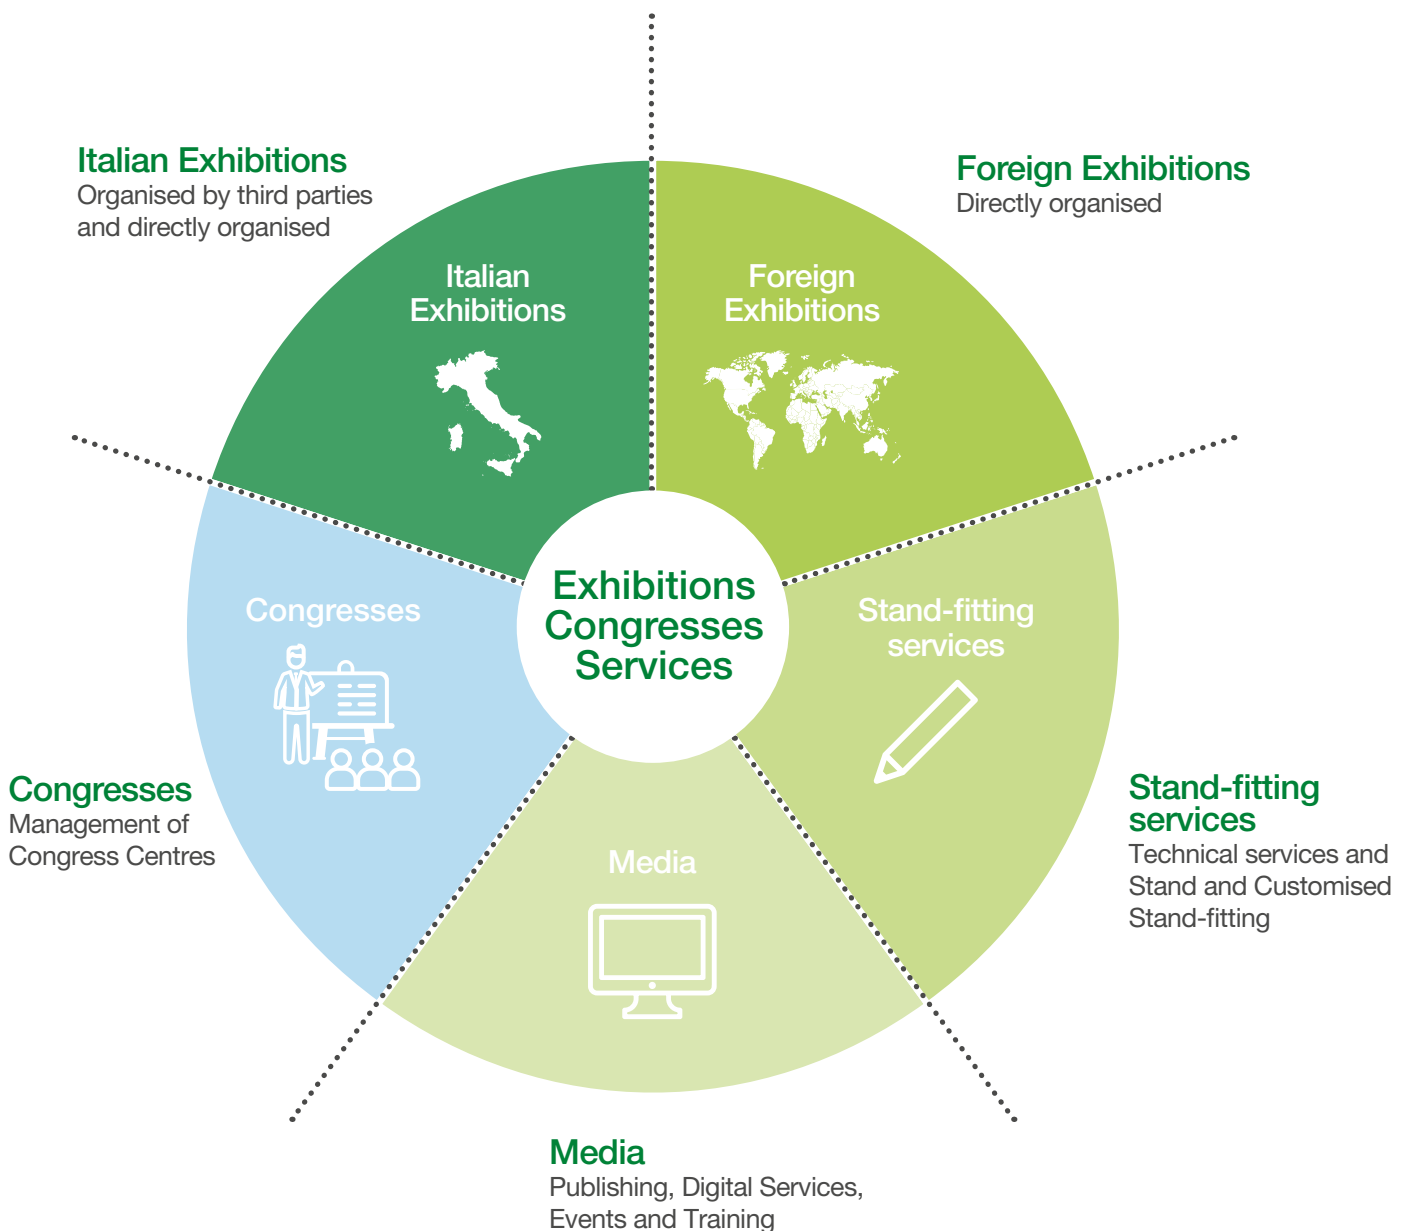 Italian Exhibitions
Organised by third parties
and directly organised
Foreign Exhibitions
Directly organised
Italian
Exhibitions
Foreign
Exhibitions
Exhibitions
Congresses
Services
Congresses
Stand-fitting
services
Congresses
Management of
Congress Centres
Stand-fitting
services
Technical services and
Stand and Customised
Stand-fitting
Media
Media
Publishing, Digital Services,
Events and Training